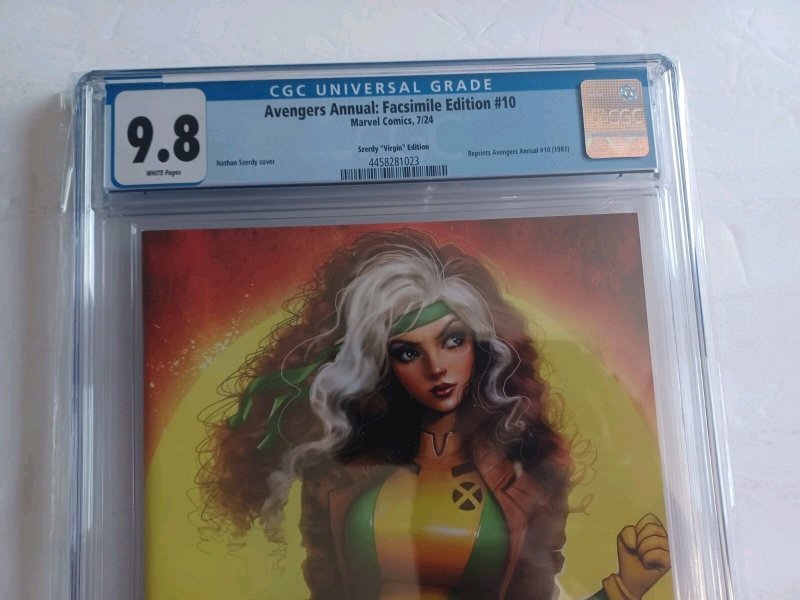 CGC UNIVERSAL GRADE
9.8
WHITE Pages
Avengers Annual: Facsimile Edition #10
Marvel Comics, 7/24
Szerdy "Virgin" Edition
Nathan Szerdy cover
Reprints Avengers Annual #10 (1981)
4458281023
CGC